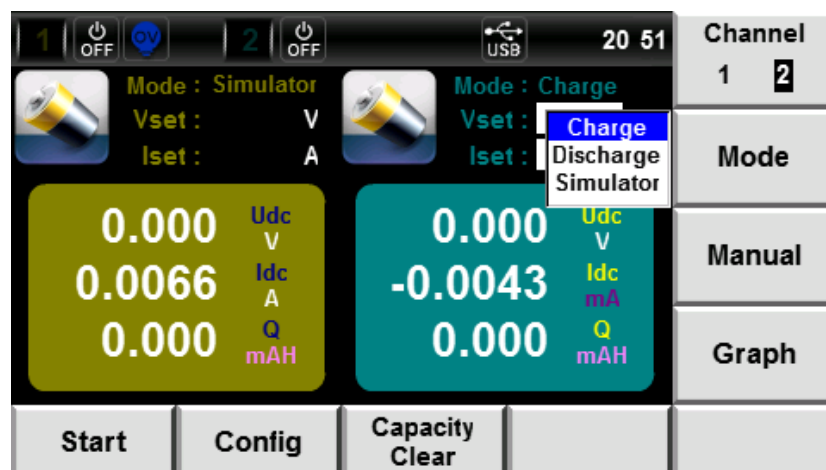 1 OFF OV 2 OFF USB 20 51
Channel
1 2
Mode : Simulator
Vset : V
Iset : A
Mode : Charge
Vset :
Iset :
Charge
Discharge
Simulator
Mode
Manual
Graph
0.000 Udc V
0.0066 Idc A
0.000 Q mAH
0.000 Udc V
-0.0043 Idc mA
0.000 Q mAH
Start
Config
Capacity
Clear